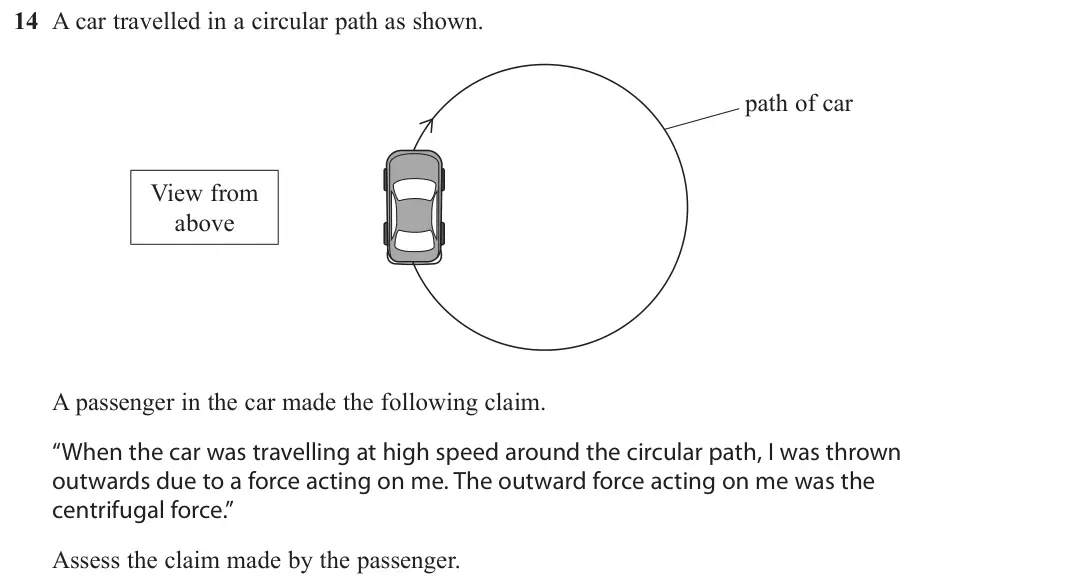 14 A car travelled in a circular path as shown.
path of car
View from
above
A passenger in the car made the following claim.
“When the car was travelling at high speed around the circular path, I was thrown
outwards due to a force acting on me. The outward force acting on me was the
centrifugal force.”
Assess the claim made by the passenger.